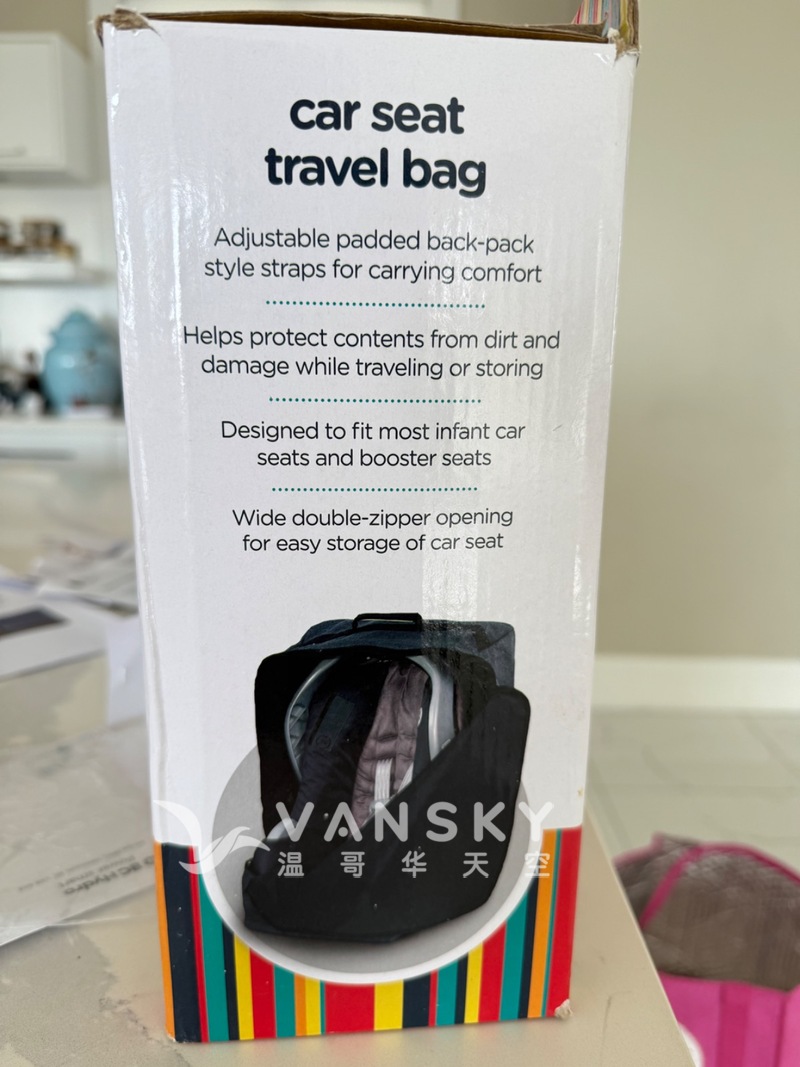 car seat
travel bag
Adjustable padded back-pack
style straps for carrying comfort
Helps protect contents from dirt and
damage while traveling or storing
Designed to fit most infant car
seats and booster seats
Wide double-zipper opening
for easy storage of car seat
VANSKY
温哥华天空
BC Hydro